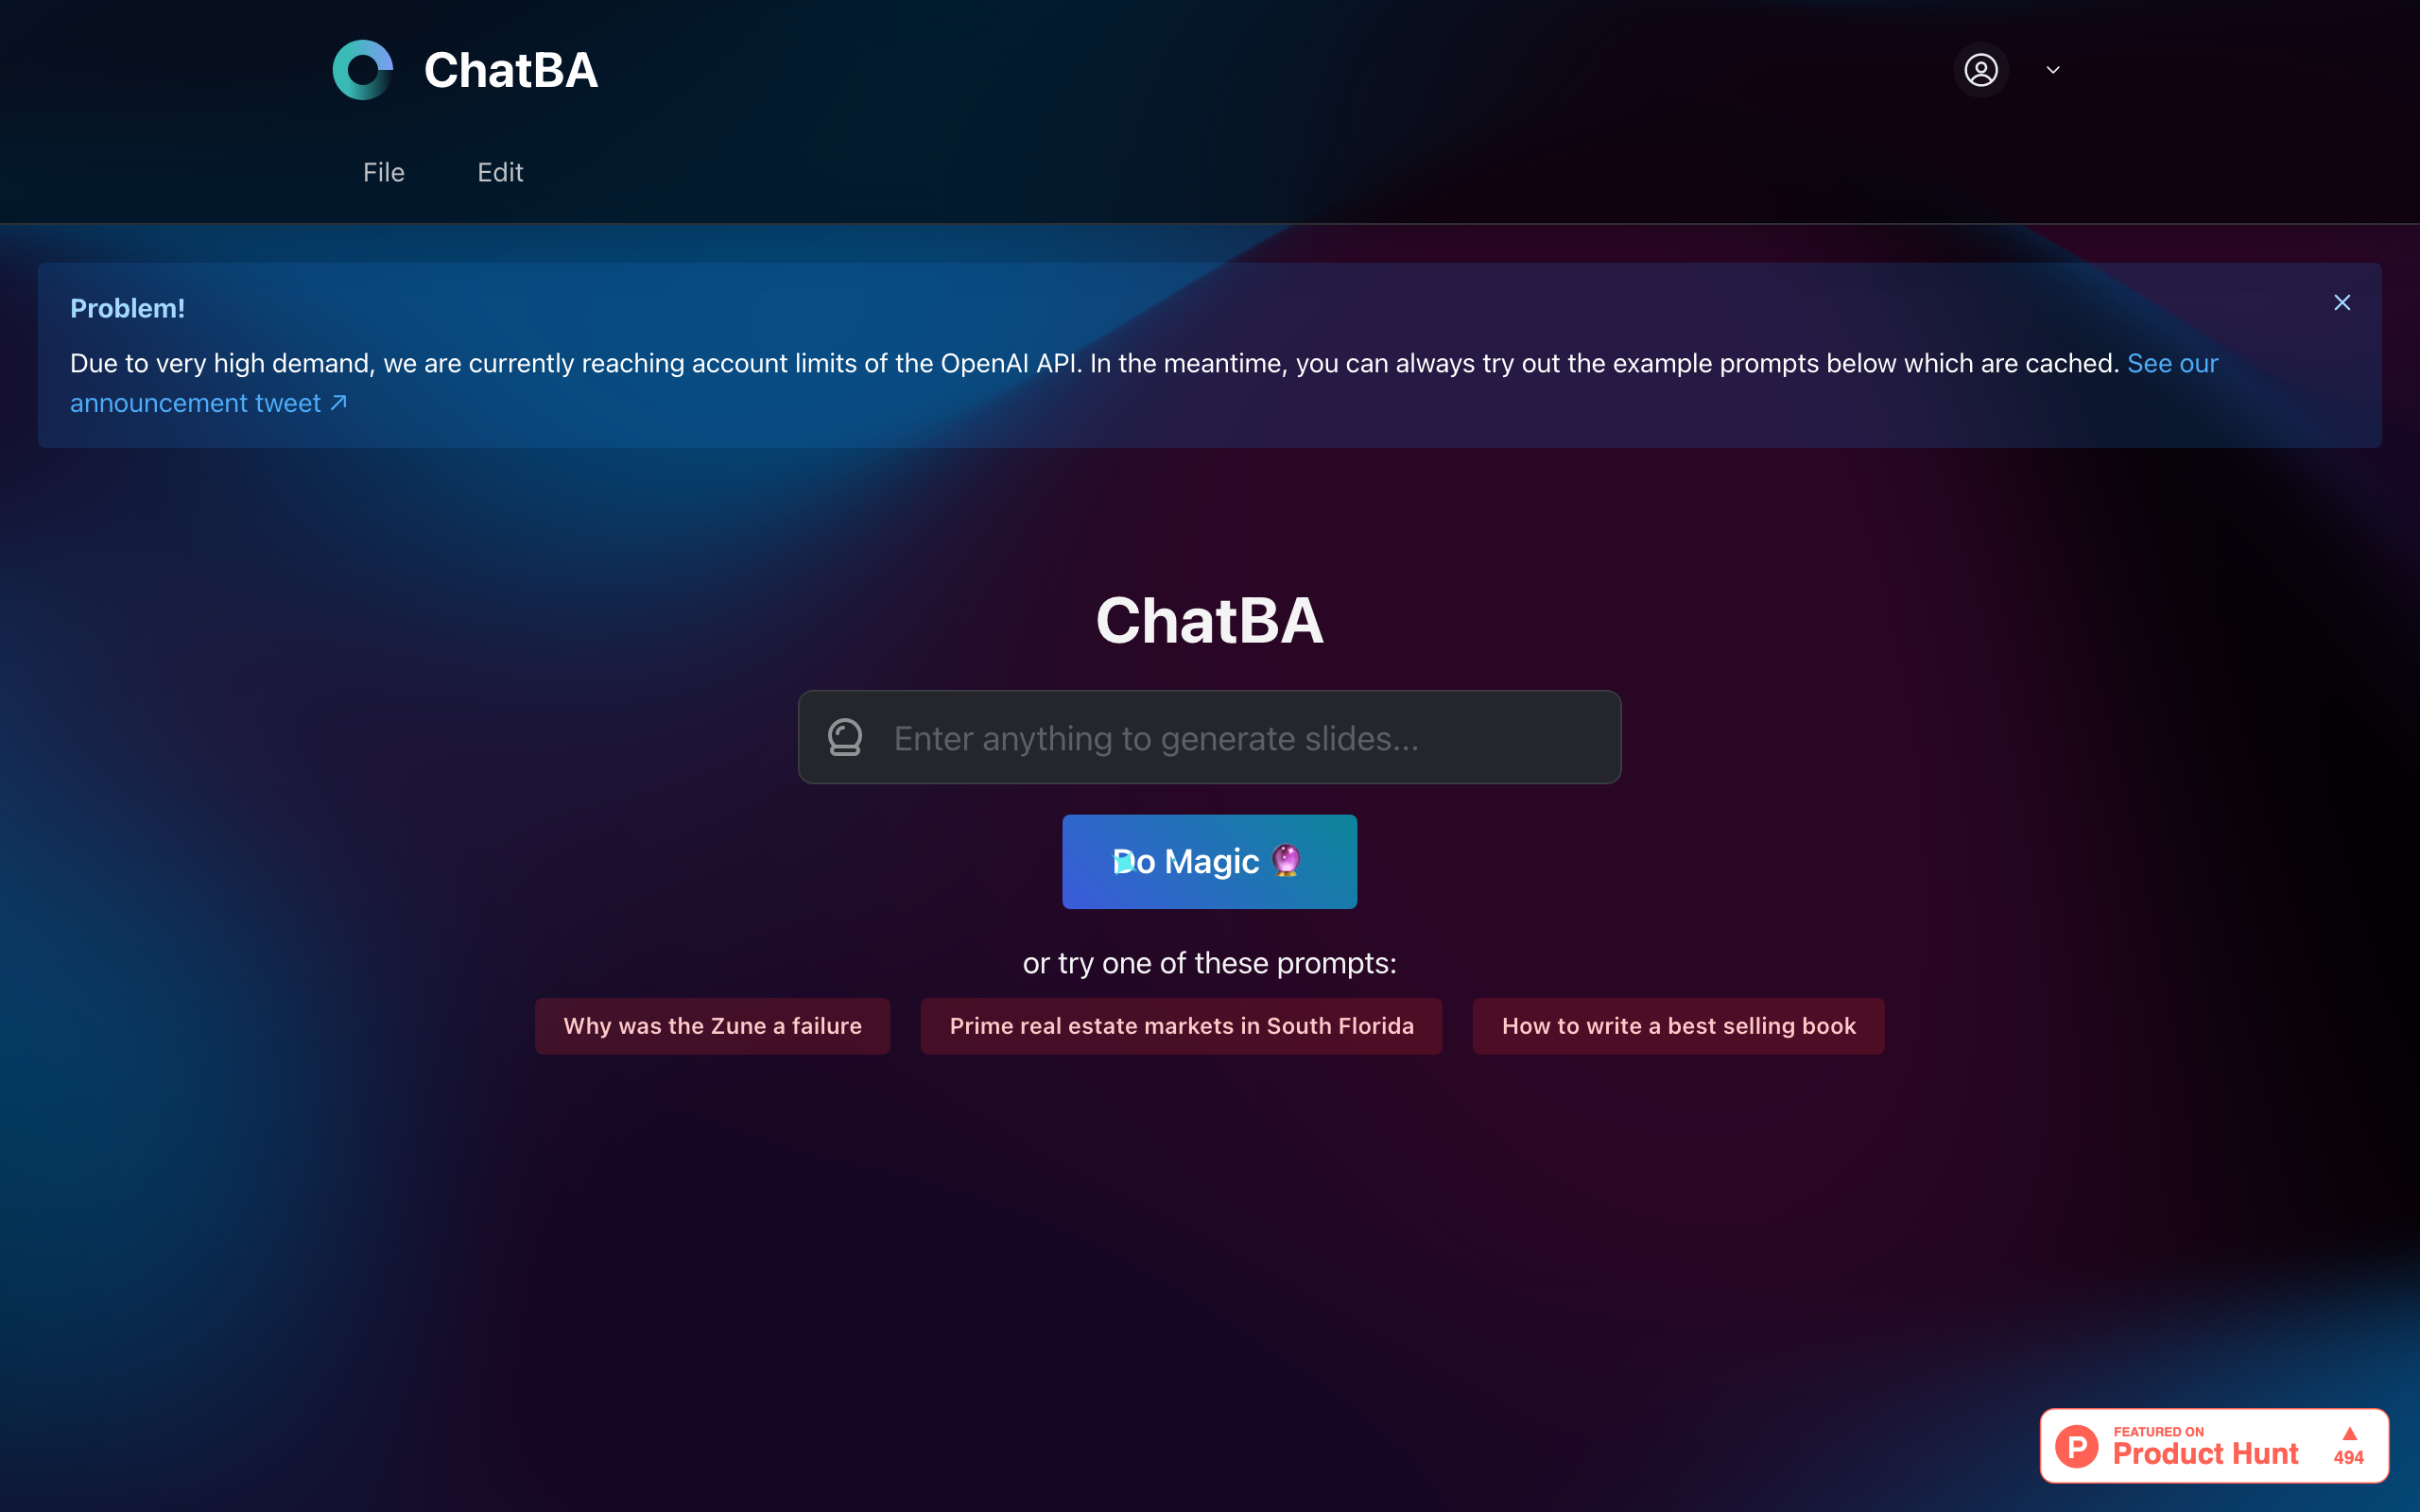 ChatBA
File Edit
Problem!
Due to very high demand, we are currently reaching account limits of the OpenAI API. In the meantime, you can always try out the example prompts below which are cached. See our
announcement tweet
ChatBA
Enter anything to generate slides...
Do Magic 🔮
or try one of these prompts:
Why was the Zune a failure
Prime real estate markets in South Florida
How to write a best selling book
FEATURED ON
Product Hunt
494